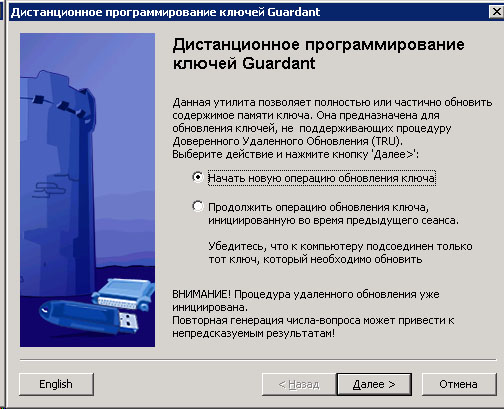 Дистанционное программирование ключей Guardant
Дистанционное программирование
ключей Guardant
Данная утилита позволяет полностью или частично обновить
содержимое памяти ключа. Она предназначена для
обновления ключей, не поддерживающих процедуру
Доверенного Удаленного Обновления (TRU).
Выберите действие и нажмите кнопку 'Далее>':
Начать новую операцию обновления ключа
Продолжить операцию обновления ключа,
инициированную во время предыдущего сеанса.
Убедитесь, что к компьютеру подсоединен только
тот ключ, который необходимо обновить
ВНИМАНИЕ! Процедура удаленного обновления уже
инициирована.
Повторная генерация числа-вопроса может привести к
непредсказуемым результатам!
English
< Назад
Далее >
Отмена